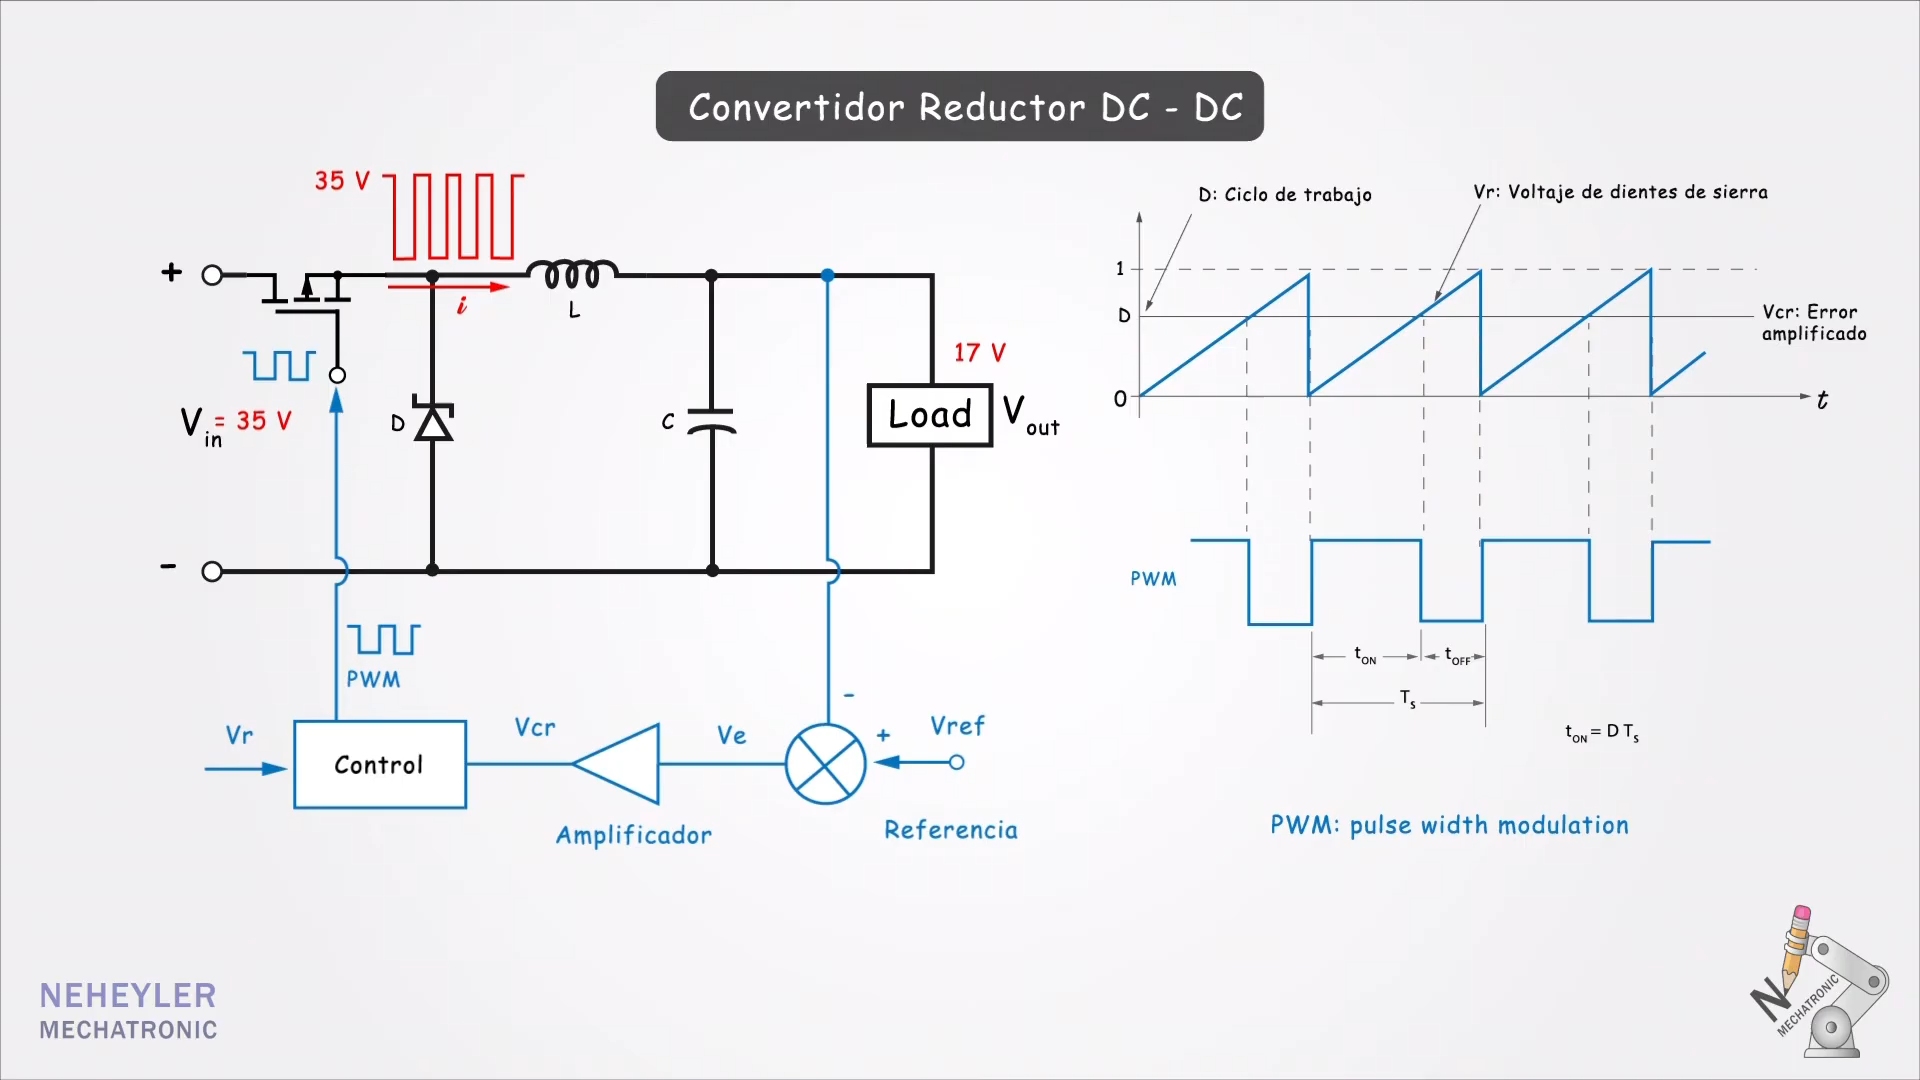 Convertidor Reductor DC - DC
35 V
D: Ciclo de trabajo
Vr: Voltaje de dientes de sierra
+
i
L
1
D
Vcr: Error
amplificado
0
t
17 V
Load
Vout
Vin = 35 V
D
C
-
PWM
tON
tOFF
Ts
tON = D Ts
PWM
-
Vr
Control
Vcr
Ve
+
Vref
Amplificador
Referencia
PWM: pulse width modulation
NEHEYLER
MECHATRONIC
N
MECHATRONIC